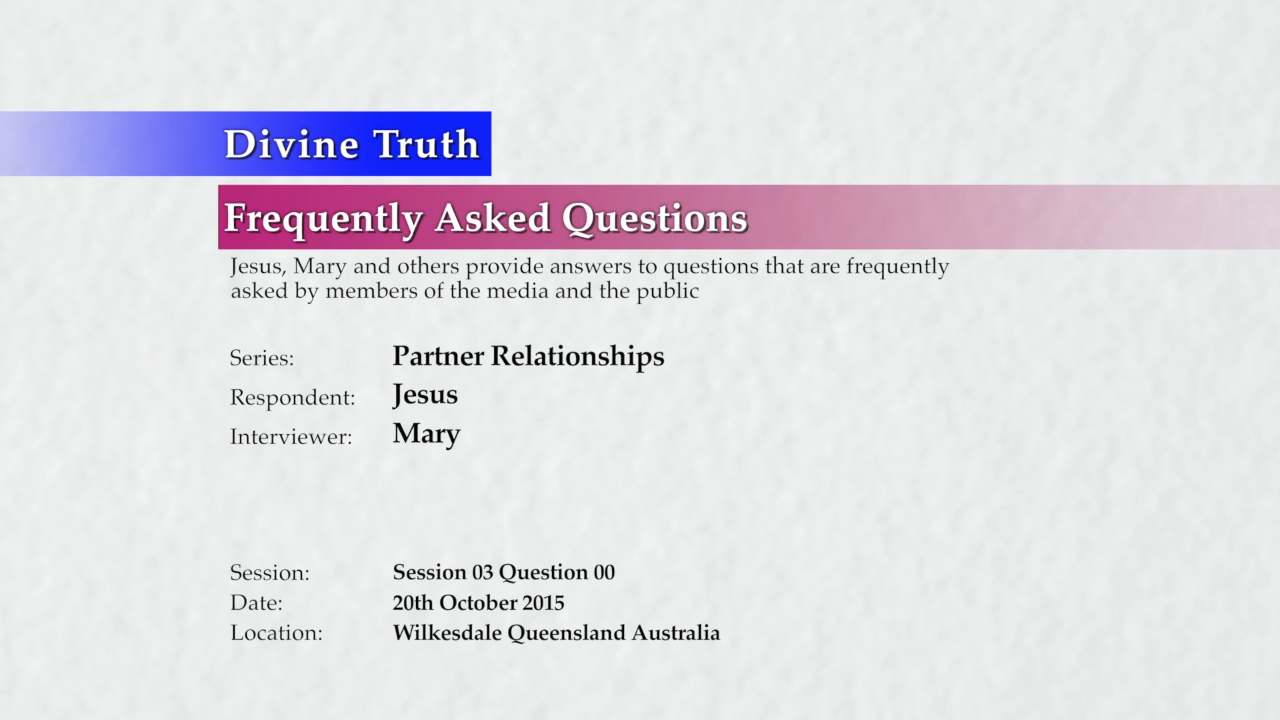 Divine Truth
Frequently Asked Questions
Jesus, Mary and others provide answers to questions that are frequently
asked by members of the media and the public
Series: Partner Relationships
Respondent: Jesus
Interviewer: Mary
Session: Session 03 Question 00
Date: 20th October 2015
Location: Wilkesdale Queensland Australia